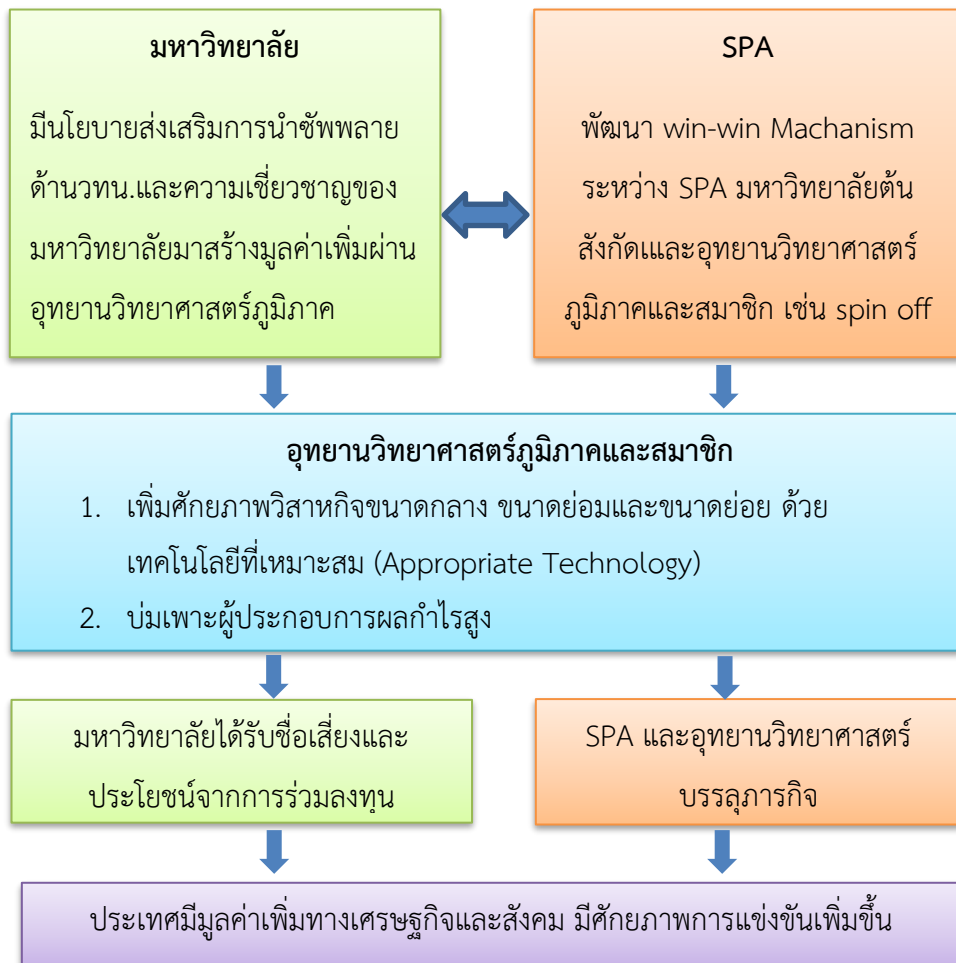 มหาวิทยาลัย
มีนโยบายส่งเสริมการนำซัพพลาย
ด้านวทน.และความเชี่ยวชาญของ
มหาวิทยาลัยมาสร้างมูลค่าเพิ่มผ่าน
อุทยานวิทยาศาสตร์ภูมิภาค
SPA
พัฒนา win-win Machanism
ระหว่าง SPA มหาวิทยาลัยต้น
สังกัดเและอุทยานวิทยาศาสตร์
ภูมิภาคและสมาชิก เช่น spin off
อุทยานวิทยาศาสตร์ภูมิภาคและสมาชิก
1. เพิ่มศักยภาพวิสาหกิจขนาดกลาง ขนาดย่อมและขนาดย่อย ด้วย
เทคโนโลยีที่เหมาะสม (Appropriate Technology)
2. บ่มเพาะผู้ประกอบการผลกำไรสูง
มหาวิทยาลัยได้รับชื่อเสี่ยงและ
ประโยชน์จากการร่วมลงทุน
SPA และอุทยานวิทยาศาสตร์
บรรลุภารกิจ
ประเทศมีมูลค่าเพิ่มทางเศรษฐกิจและสังคม มีศักยภาพการแข่งขันเพิ่มขึ้น